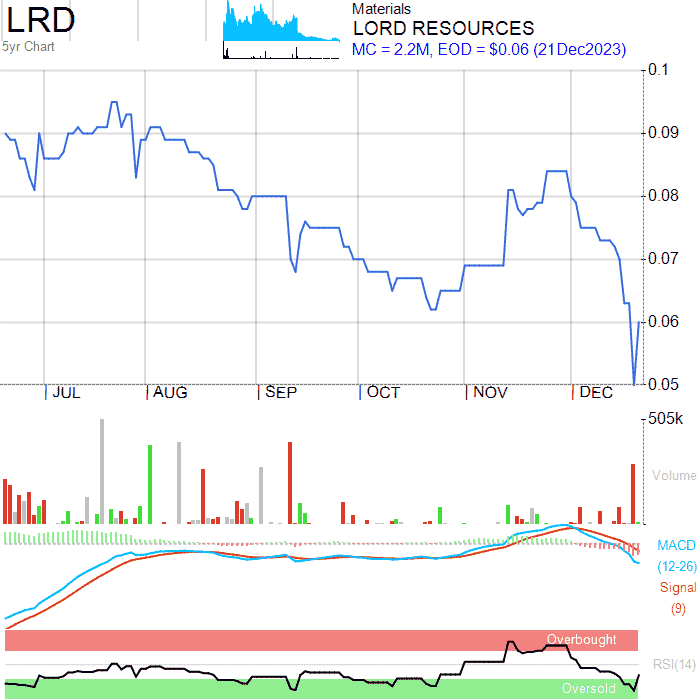 LRD
5yr Chart
Materials
LORD RESOURCES
MC = 2.2M, EOD = $0.06 (21Dec2023)
0.1
0.09
0.08
0.07
0.06
0.05
JUL AUG SEP OCT NOV DEC
505k
Volume
MACD
(12-26)
Signal
(9)
Overbought
RSI(14)
Oversold